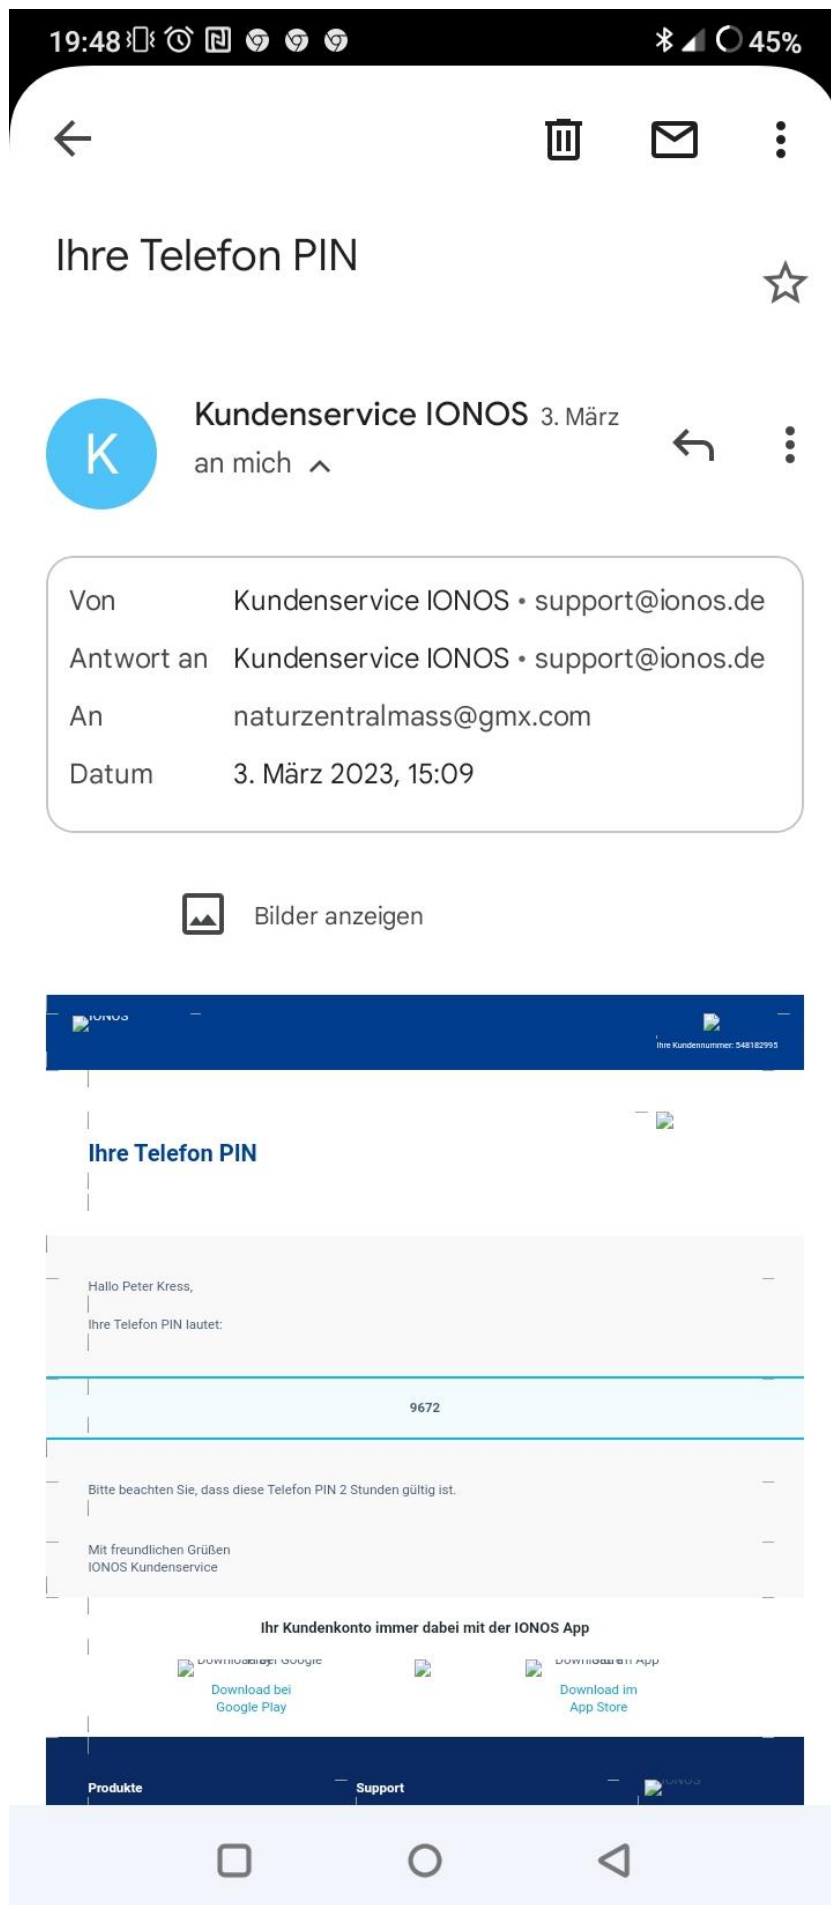 19:48 45%
Ihre Telefon PIN
K
Kundenservice IONOS 3. März
an mich
Von Kundenservice IONOS • support@ionos.de
Antwort an Kundenservice IONOS • support@ionos.de
An naturzentralmass@gmx.com
Datum 3. März 2023, 15:09
Bilder anzeigen
IONOS
Ihre Kundennummer: 548182995
Ihre Telefon PIN
Hallo Peter Kress,
Ihre Telefon PIN lautet:
9672
Bitte beachten Sie, dass diese Telefon PIN 2 Stunden gültig ist.
Mit freundlichen Grüßen
IONOS Kundenservice
Ihr Kundenkonto immer dabei mit der IONOS App
Download bei Download im
Google Play App Store
Produkte Support IONOS